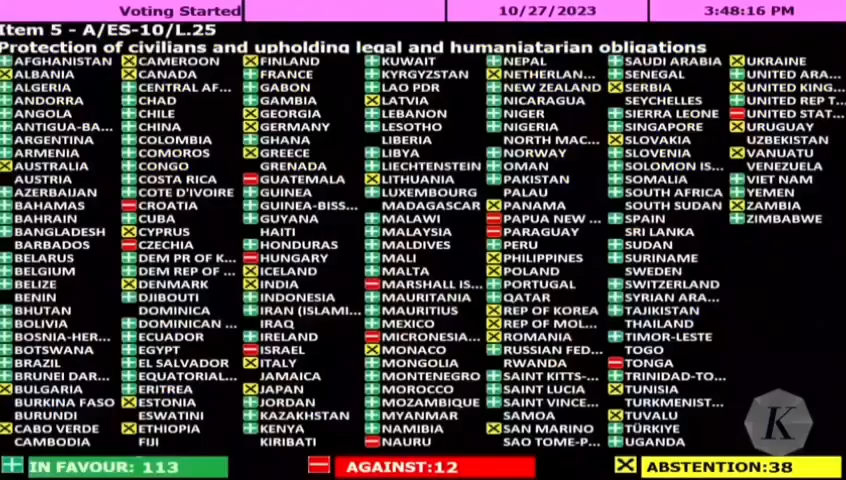 Voting Started 10/27/2023 3:48:16 PM
Item 5 - A/ES-10/L.25
Protection of civilians and upholding legal and humaniatarian obligations
AFGHANISTAN CAMEROON FINLAND KUWAIT NEPAL SAUDI ARABIA UKRAINE
ALBANIA CANADA FRANCE KYRGYZSTAN NETHERLAN... SENEGAL UNITED ARA...
ALGERIA CENTRAL AF... GABON LAO PDR NEW ZEALAND SERBIA UNITED KING...
ANDORRA CHAD GAMBIA LATVIA NICARAGUA SEYCHELLES UNITED REP T...
ANGOLA CHILE GEORGIA LEBANON NIGER SIERRA LEONE UNITED STAT...
ANTIGUA-BA... CHINA GERMANY LESOTHO NIGERIA SINGAPORE URUGUAY
ARGENTINA COLOMBIA GHANA LIBERIA NORTH MAC... SLOVAKIA UZBEKISTAN
ARMENIA COMOROS GREECE LIBYA NORWAY SLOVENIA VANUATU
AUSTRALIA CONGO GRENADA LIECHTENSTEIN OMAN SOLOMON IS... VENEZUELA
AUSTRIA COSTA RICA GUATEMALA LITHUANIA PAKISTAN SOMALIA VIET NAM
AZERBAIJAN COTE D'IVOIRE GUINEA LUXEMBOURG PALAU SOUTH AFRICA YEMEN
BAHAMAS CROATIA GUINEA-BISS... MADAGASCAR PANAMA SOUTH SUDAN ZAMBIA
BAHRAIN CUBA GUYANA MALAWI PAPUA NEW ... SPAIN ZIMBABWE
BANGLADESH CYPRUS HAITI MALAYSIA PARAGUAY SRI LANKA
BARBADOS CZECHIA HONDURAS MALDIVES PERU SUDAN
BELARUS DEM PR OF K... HUNGARY MALI PHILIPPINES SURINAME
BELGIUM DEM REP OF ... ICELAND MALTA POLAND SWEDEN
BELIZE DENMARK INDIA MARSHALL IS... PORTUGAL SWITZERLAND
BENIN DJIBOUTI INDONESIA MAURITANIA QATAR SYRIAN ARA...
BHUTAN DOMINICA IRAN (ISLAMI... MAURITIUS REP OF KOREA TAJIKISTAN
BOLIVIA DOMINICAN ... IRAQ MEXICO REP OF MOL... THAILAND
BOSNIA-HER... ECUADOR IRELAND MICRONESIA... ROMANIA TIMOR-LESTE
BOTSWANA EGYPT ISRAEL MONACO RUSSIAN FED... TOGO
BRAZIL EL SALVADOR ITALY MONGOLIA RWANDA TONGA
BRUNEI DAR... EQUATORIAL... JAMAICA MONTENEGRO SAINT KITTS-... TRINIDAD-TO...
BULGARIA ERITREA JAPAN MOROCCO SAINT LUCIA TUNISIA
BURKINA FASO ESTONIA JORDAN MOZAMBIQUE SAINT VINCE... TURKMENIST...
BURUNDI ESWATINI KAZAKHSTAN MYANMAR SAMOA TUVALU
CABO VERDE ETHIOPIA KENYA NAMIBIA SAN MARINO TÜRKIYE
CAMBODIA FIJI KIRIBATI NAURU SAO TOME-P... UGANDA
K
IN FAVOUR: 113 AGAINST:12 ABSTENTION:38